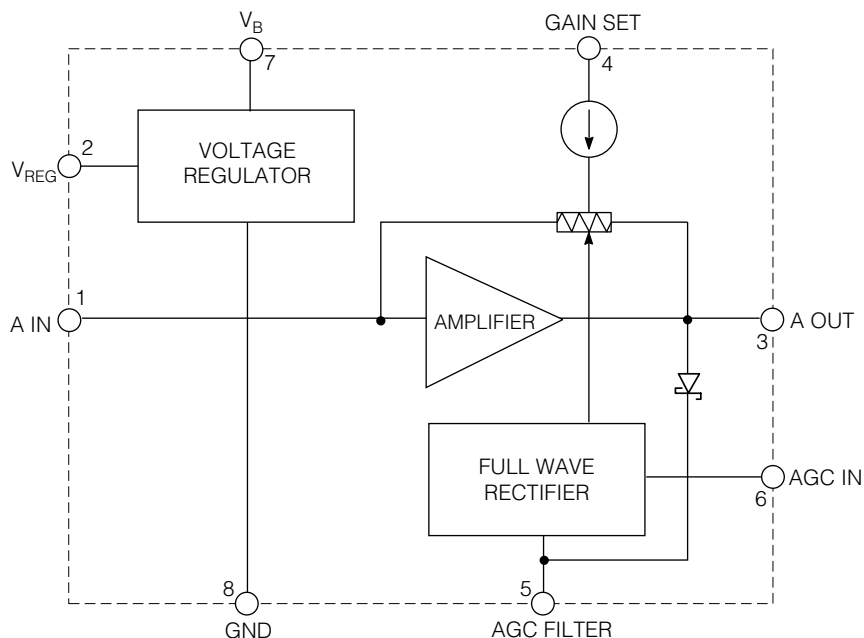 V_B
7
GAIN SET
4
2
V_REG
VOLTAGE
REGULATOR
1
A IN
AMPLIFIER
A OUT
3
FULL WAVE
RECTIFIER
AGC IN
6
8
GND
5
AGC FILTER